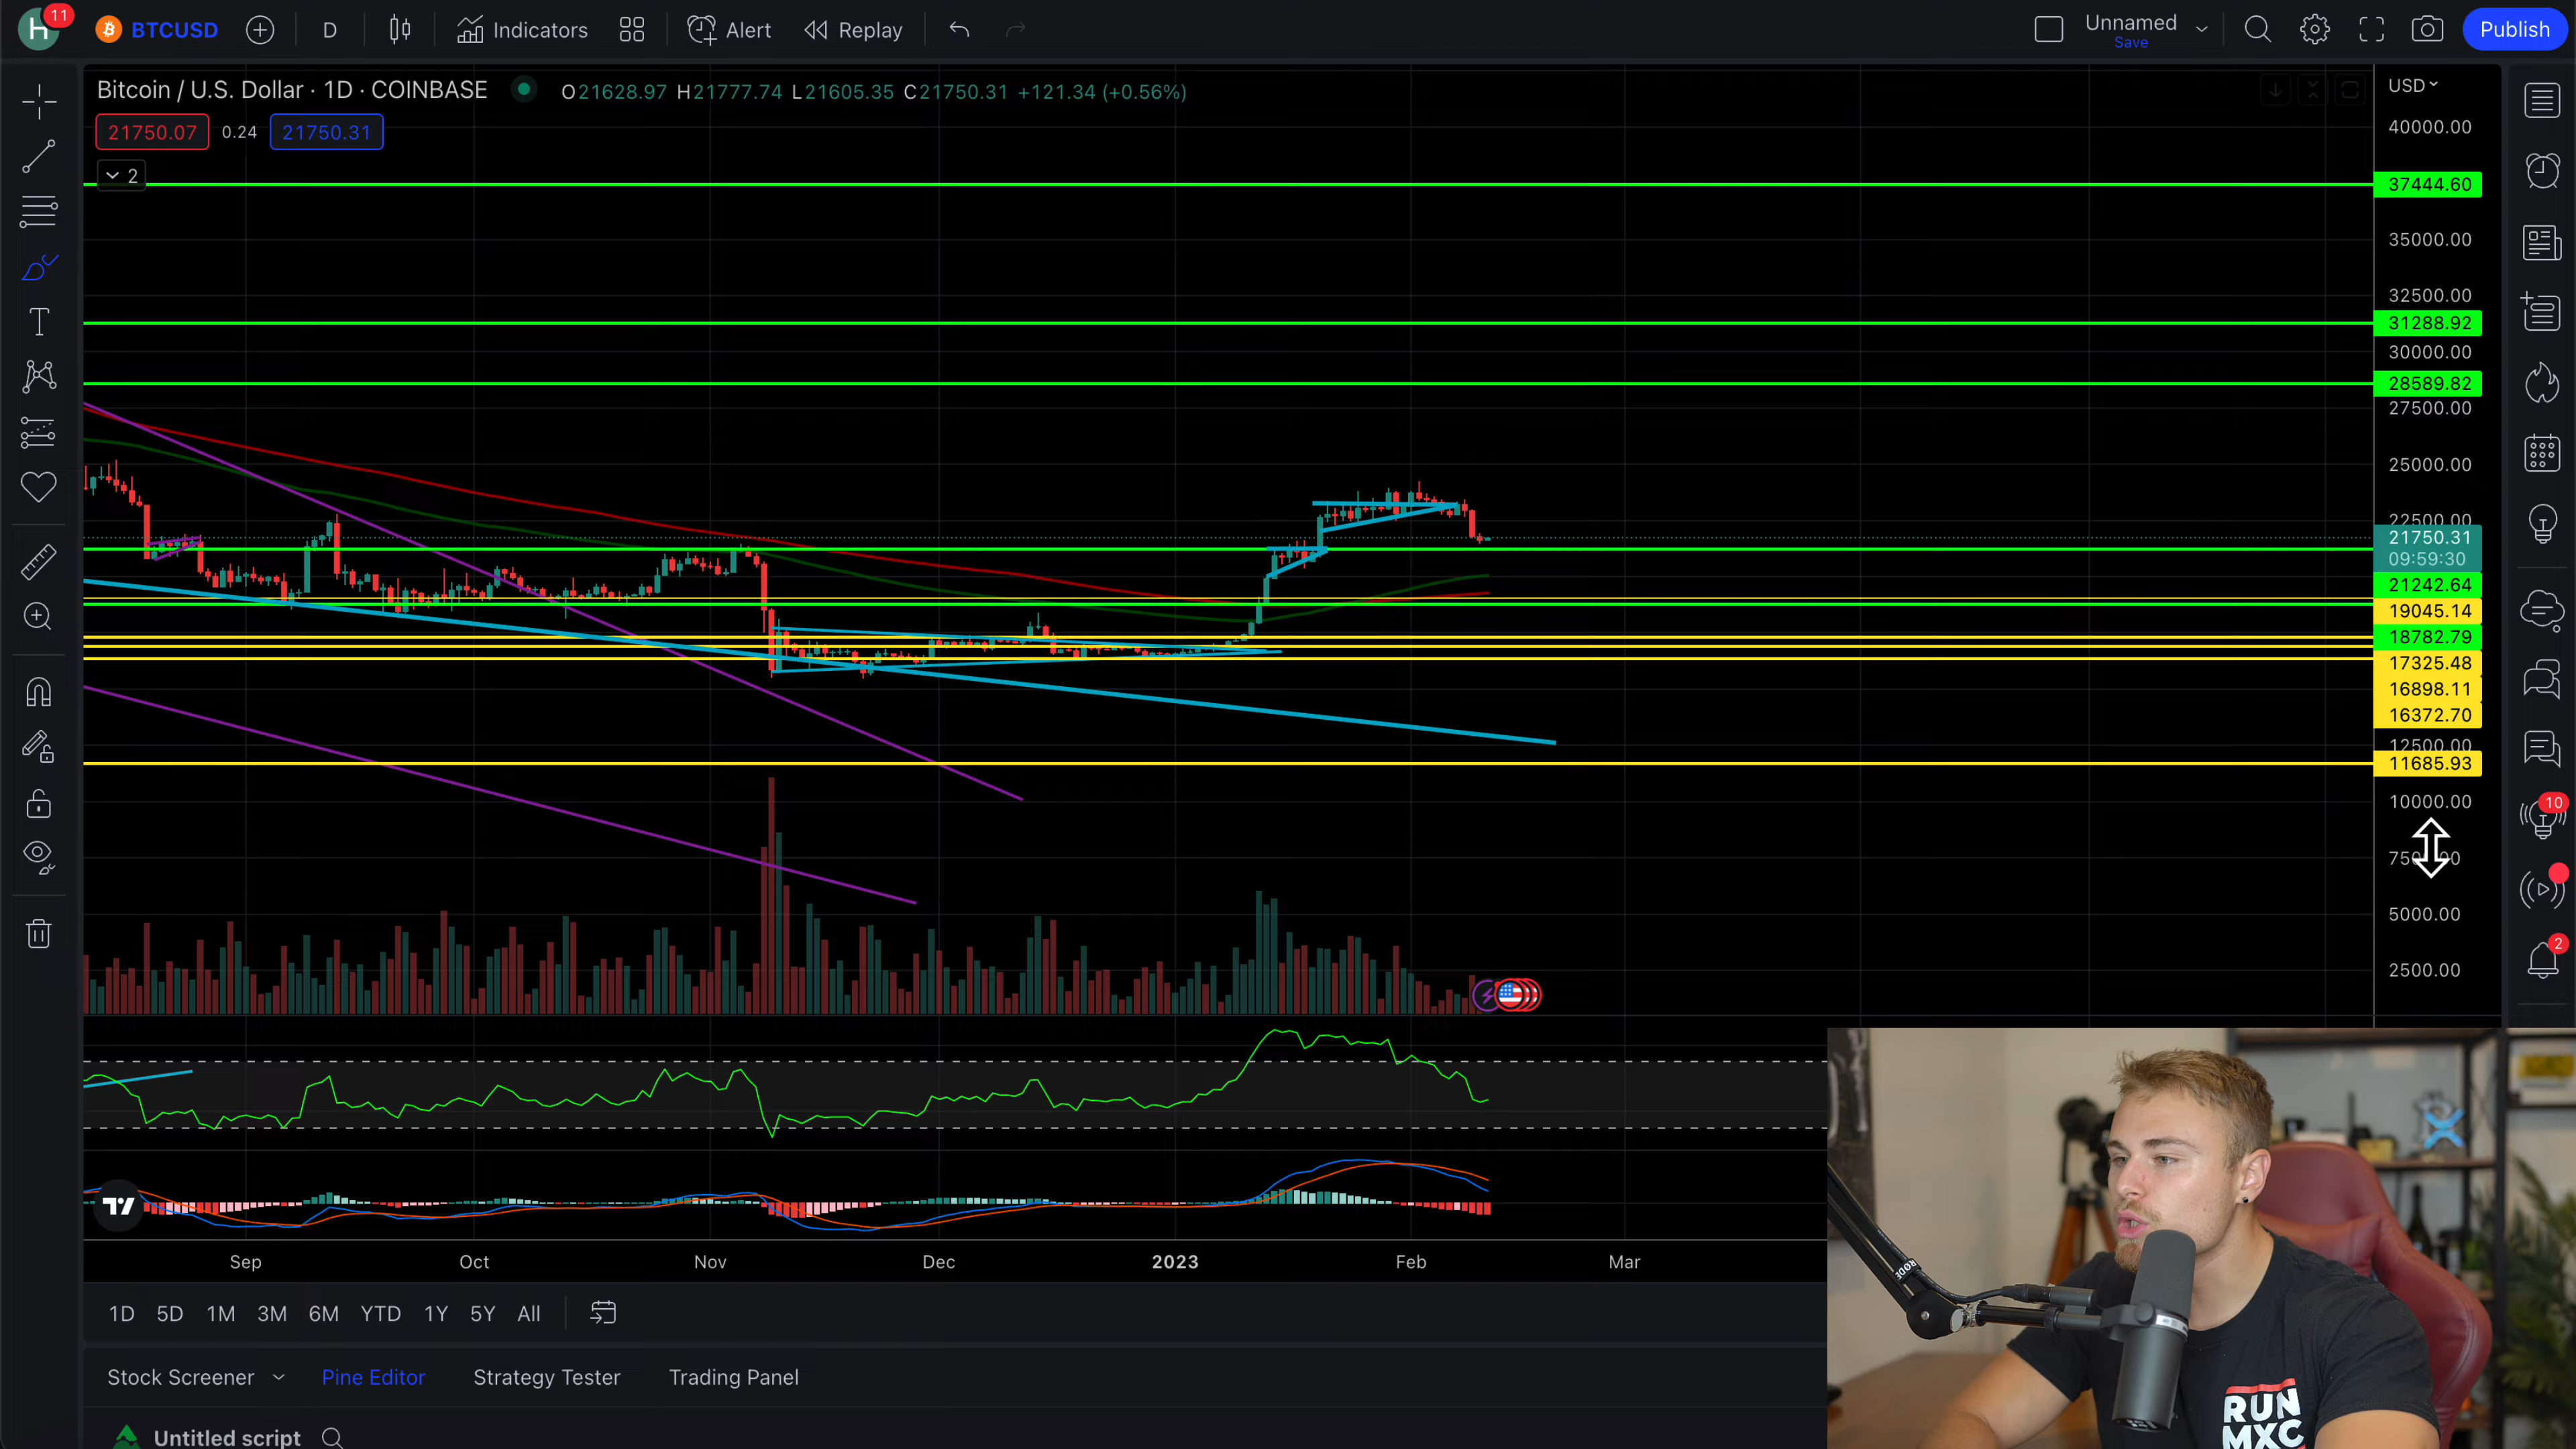 H 11 BTCUSD D Indicators Alert Replay Unnamed Save Publish
Bitcoin / U.S. Dollar · 1D · COINBASE O21628.97 H21777.74 L21605.35 C21750.31 +121.34 (+0.56%)
USD
21750.07 0.24 21750.31
2
40000.00
37444.60
35000.00
32500.00
31288.92
30000.00
28589.82
27500.00
25000.00
22500.00
21750.31
09:59:30
21242.64
19045.14
18782.79
17325.48
16898.11
16372.70
12500.00
11685.93
10000.00
5000.00
2500.00
10
2
T
Sep Oct Nov Dec 2023 Feb Mar
1D 5D 1M 3M 6M YTD 1Y 5Y All
Stock Screener Pine Editor Strategy Tester Trading Panel
Untitled script
RODE
RUN
MXC